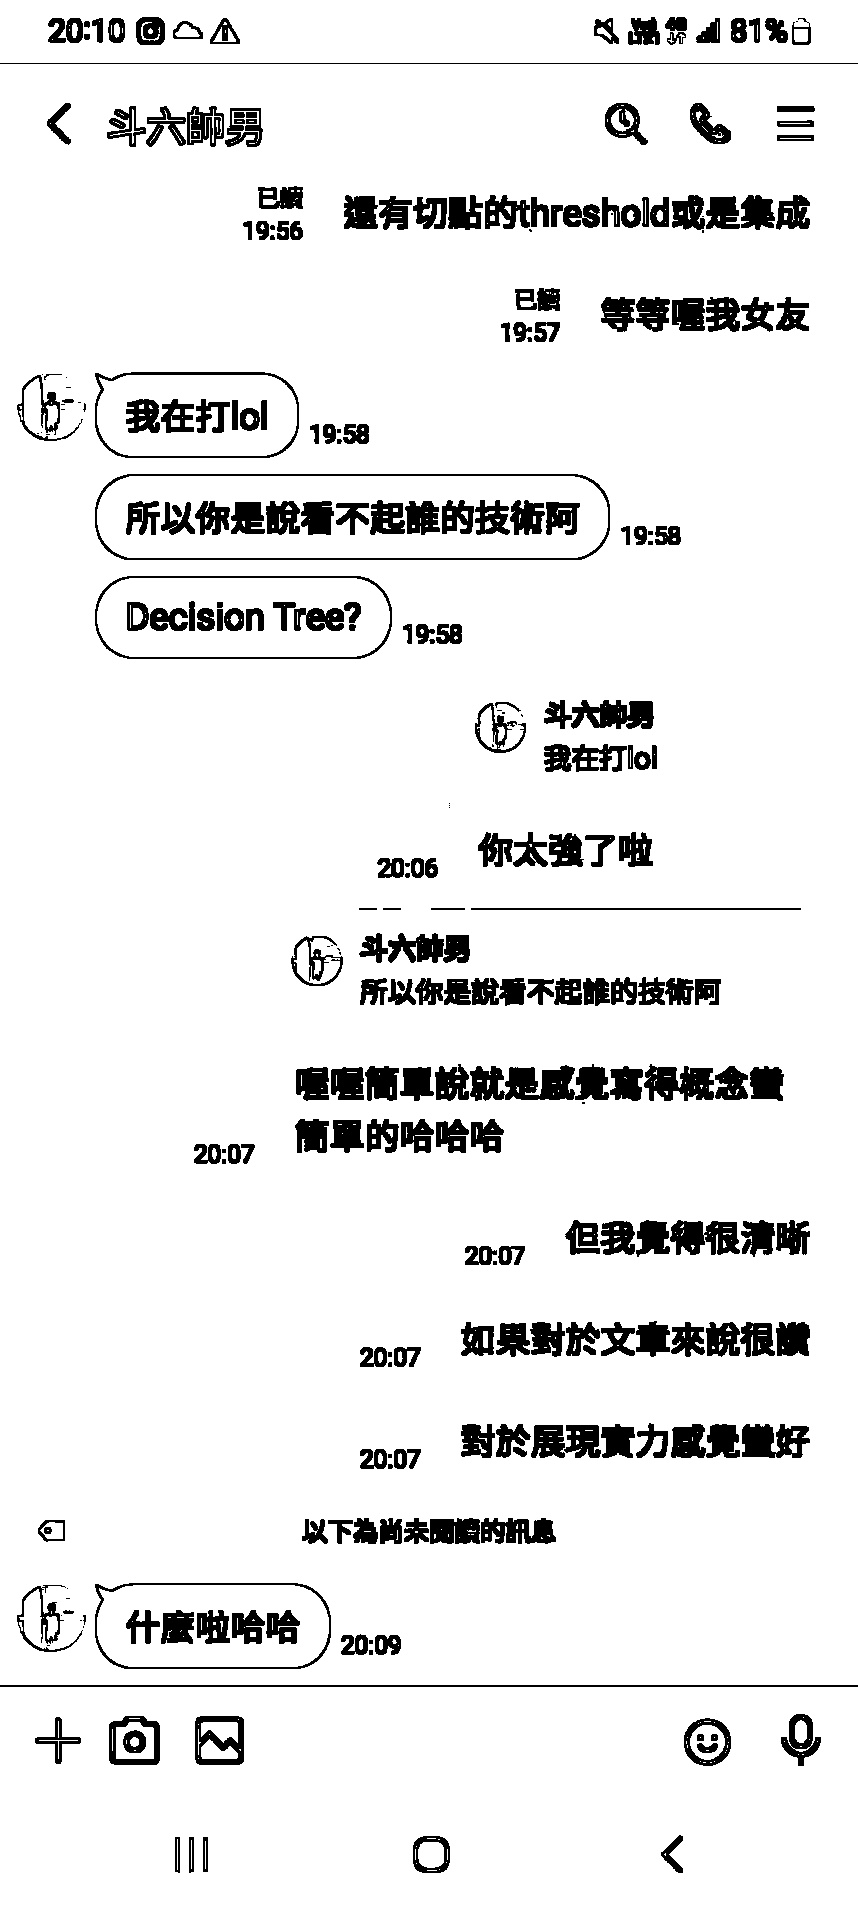 20:10
81%
斗六帥男
已讀
19:56
還有切點的threshold或是集成
已讀
19:57
等等喔我女友
我在打lol
19:58
所以你是說看不起誰的技術阿
19:58
Decision Tree?
19:58
斗六帥男
我在打lol
你太強了啦
20:06
斗六帥男
所以你是說看不起誰的技術阿
喔喔簡單說就是感覺寫得概念蠻
簡單的哈哈哈
20:07
但我覺得很清晰
20:07
如果對於文章來說很讚
20:07
對於展現實力感覺蠻好
20:07
以下為尚未閱讀的訊息
什麼啦哈哈
20:09